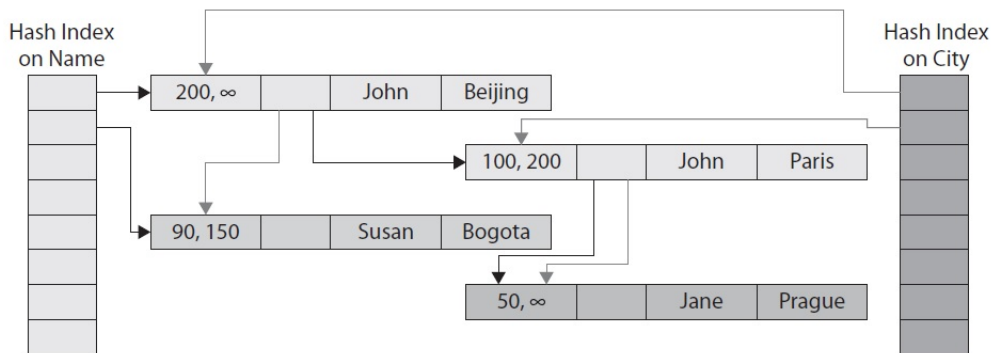 Hash Index
on Name
Hash Index
on City
200, ∞ John Beijing
100, 200 John Paris
90, 150 Susan Bogota
50, ∞ Jane Prague